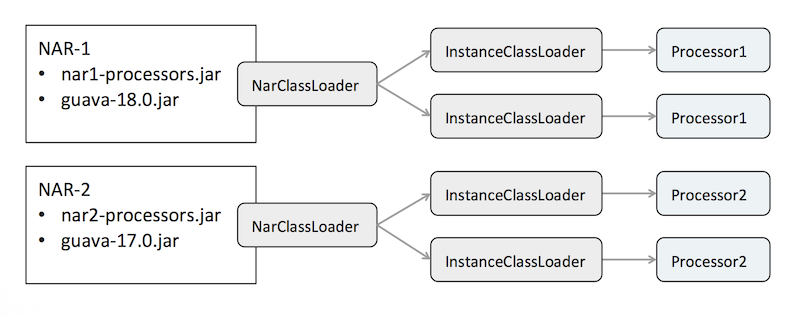 NAR-1
• nar1-processors.jar
• guava-18.0.jar
NarClassLoader
InstanceClassLoader
Processor1
InstanceClassLoader
Processor1
NAR-2
• nar2-processors.jar
• guava-17.0.jar
NarClassLoader
InstanceClassLoader
Processor2
InstanceClassLoader
Processor2